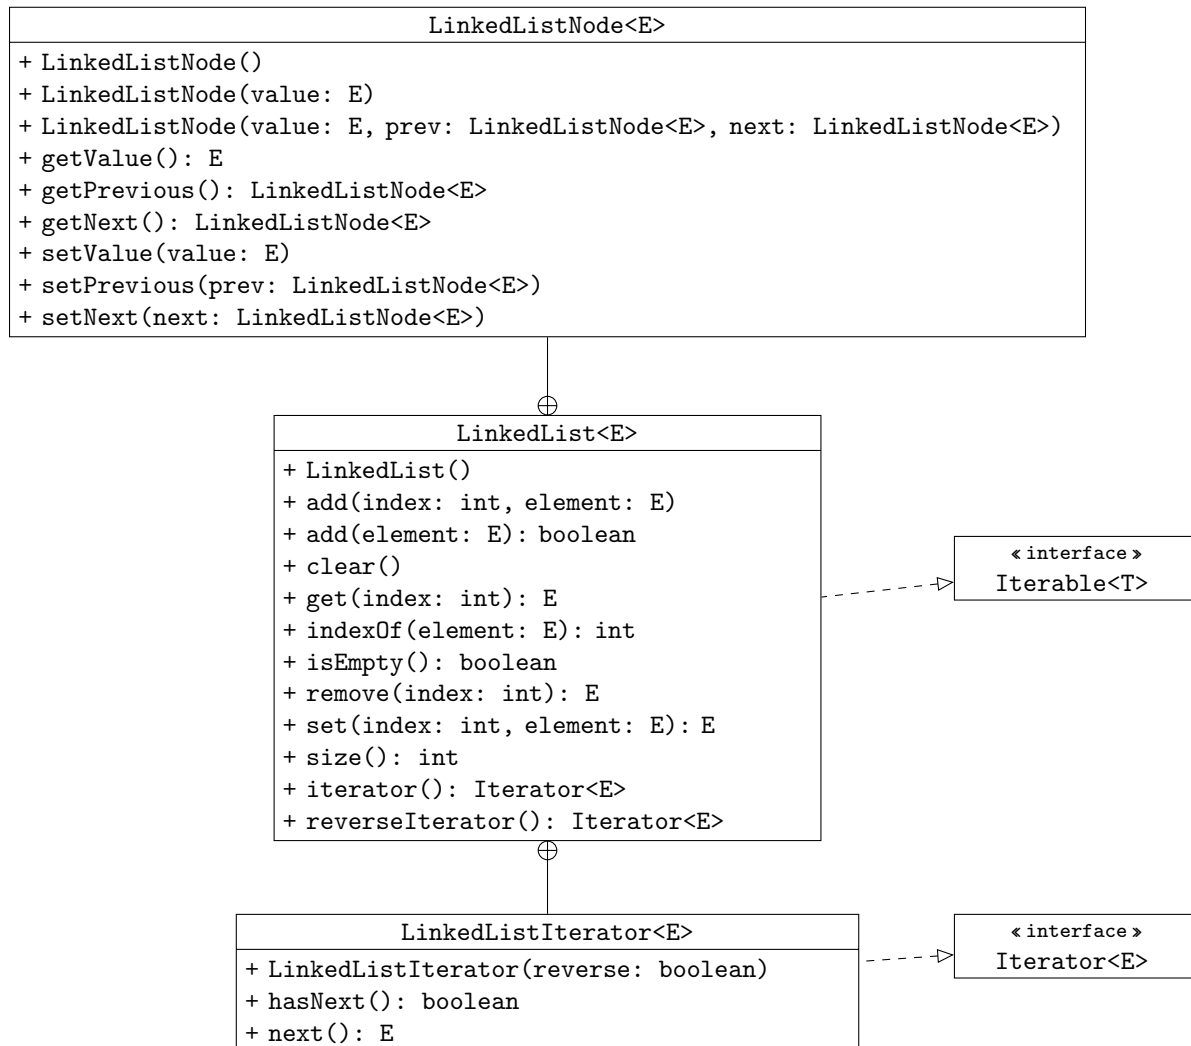 LinkedListNode<E>
+ LinkedListNode()
+ LinkedListNode(value: E)
+ LinkedListNode(value: E, prev: LinkedListNode<E>, next: LinkedListNode<E>)
+ getValue(): E
+ getPrevious(): LinkedListNode<E>
+ getNext(): LinkedListNode<E>
+ setValue(value: E)
+ setPrevious(prev: LinkedListNode<E>)
+ setNext(next: LinkedListNode<E>)
LinkedList<E>
+ LinkedList()
+ add(index: int, element: E)
+ add(element: E): boolean
+ clear()
+ get(index: int): E
+ indexOf(element: E): int
+ isEmpty(): boolean
+ remove(index: int): E
+ set(index: int, element: E): E
+ size(): int
+ iterator(): Iterator<E>
+ reverseIterator(): Iterator<E>
« interface »
Iterable<T>
LinkedListIterator<E>
+ LinkedListIterator(reverse: boolean)
+ hasNext(): boolean
+ next(): E
« interface »
Iterator<E>